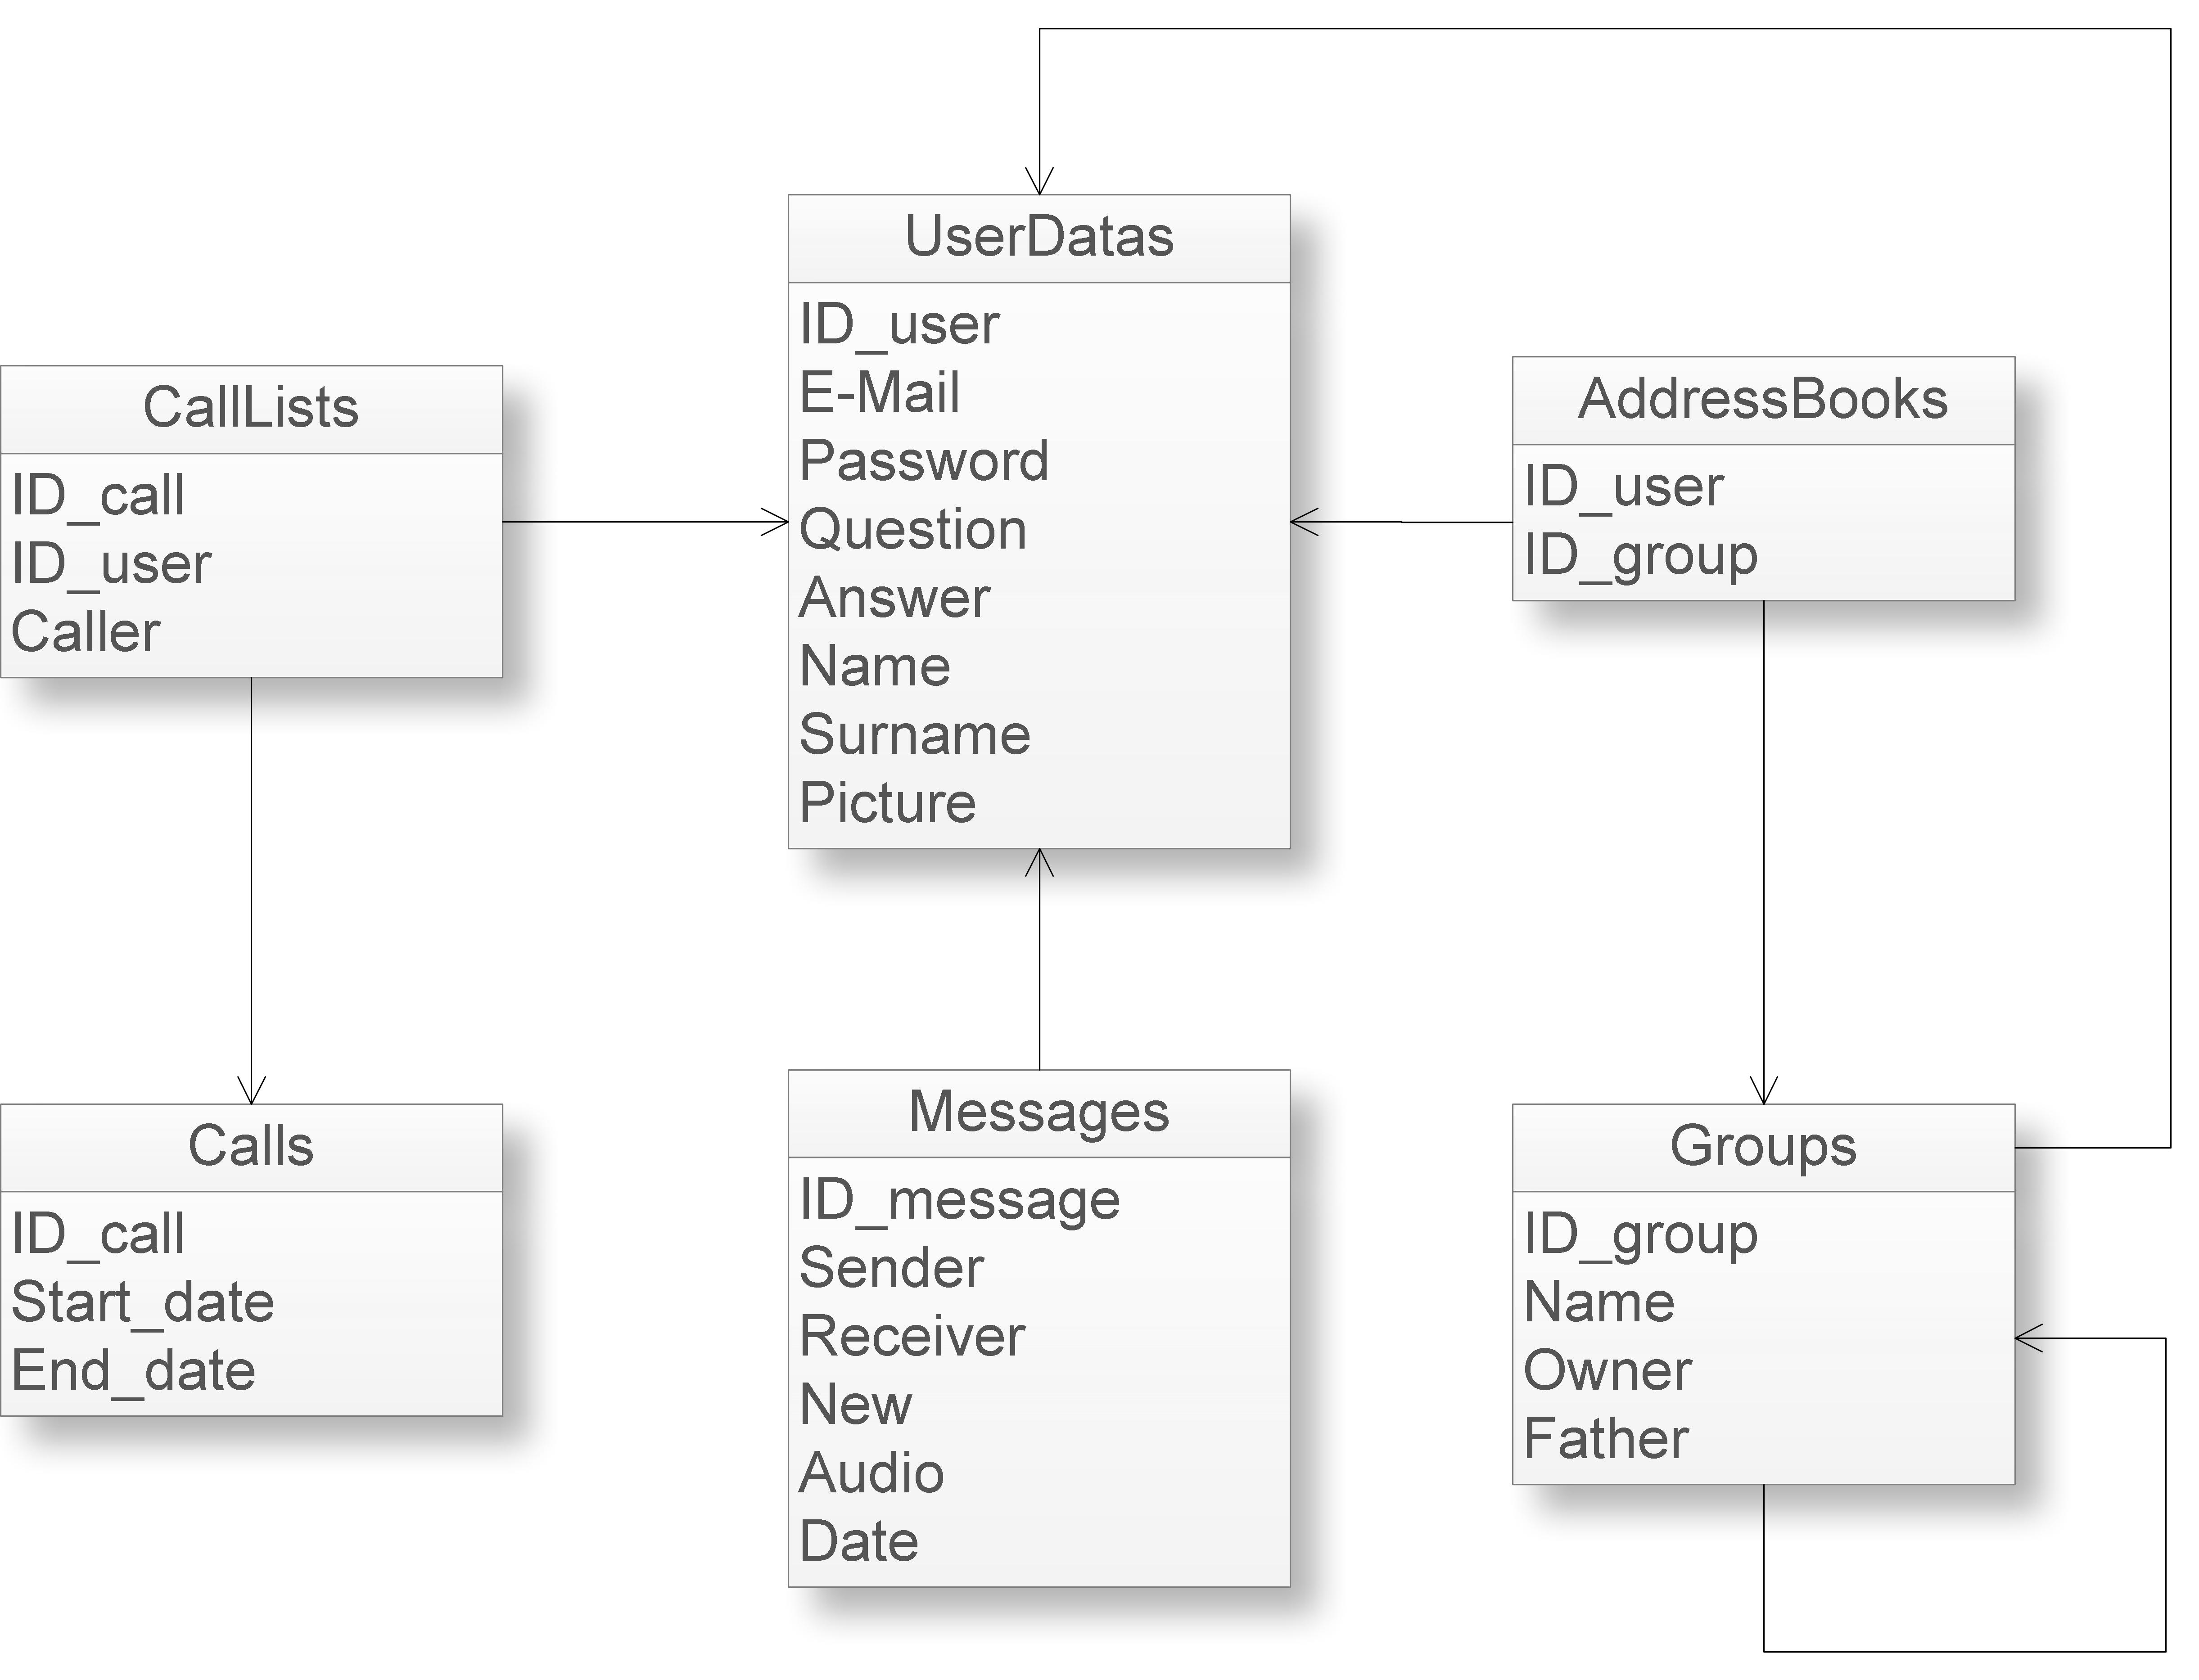 UserDatas
ID_user
E-Mail
Password
Question
Answer
Name
Surname
Picture
CallLists
ID_call
ID_user
Caller
AddressBooks
ID_user
ID_group
Calls
ID_call
Start_date
End_date
Messages
ID_message
Sender
Receiver
New
Audio
Date
Groups
ID_group
Name
Owner
Father